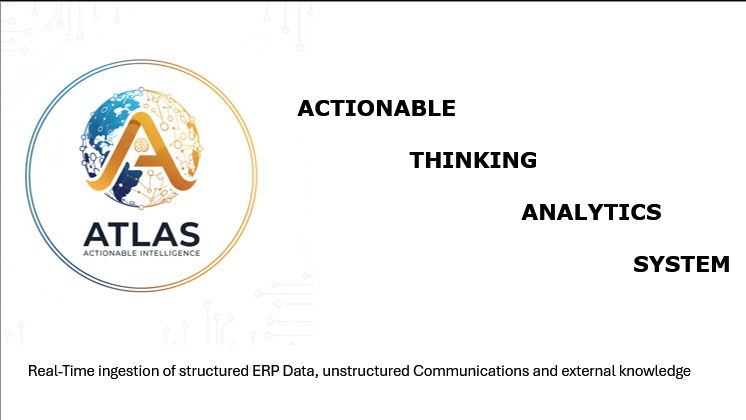 ATLAS
ACTIONABLE INTELLIGENCE
ACTIONABLE
THINKING
ANALYTICS
SYSTEM
Real-Time ingestion of structured ERP Data, unstructured Communications and external knowledge